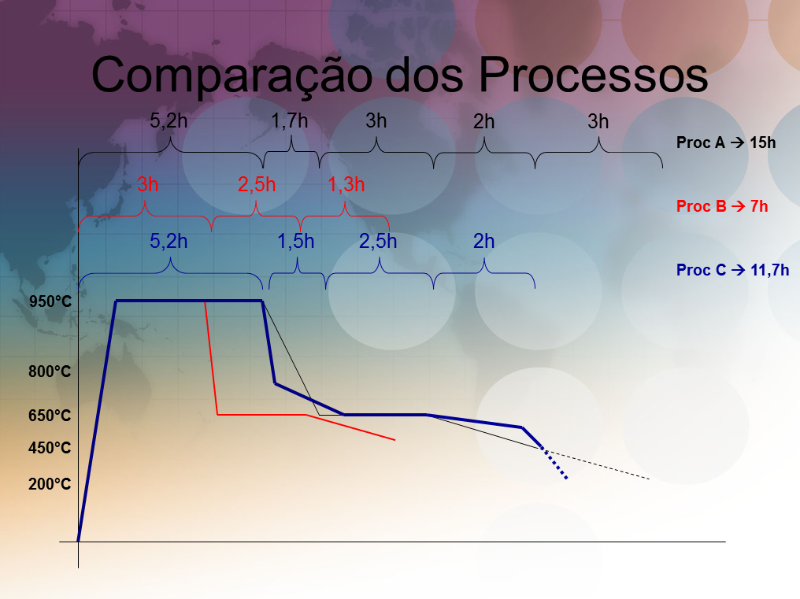 Comparação dos Processos
5,2h 1,7h 3h 2h 3h
Proc A → 15h
3h 2,5h 1,3h
Proc B → 7h
5,2h 1,5h 2,5h 2h
Proc C → 11,7h
950°C
800°C
650°C
450°C
200°C